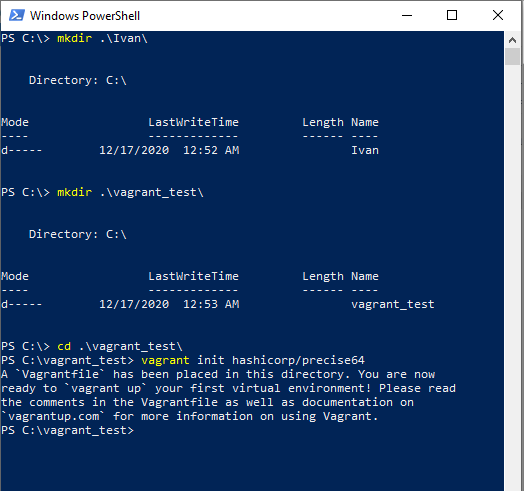 Windows PowerShell
PS C:\> mkdir .\Ivan\
Directory: C:\
Mode LastWriteTime Length Name
---- ------------- ------ ----
d----- 12/17/2020 12:52 AM Ivan
PS C:\> mkdir .\vagrant_test\
Directory: C:\
Mode LastWriteTime Length Name
---- ------------- ------ ----
d----- 12/17/2020 12:53 AM vagrant_test
PS C:\> cd .\vagrant_test\
PS C:\vagrant_test> vagrant init hashicorp/precise64
A `Vagrantfile` has been placed in this directory. You are now
ready to `vagrant up` your first virtual environment! Please read
the comments in the Vagrantfile as well as documentation on
`vagrantup.com` for more information on using Vagrant.
PS C:\vagrant_test>